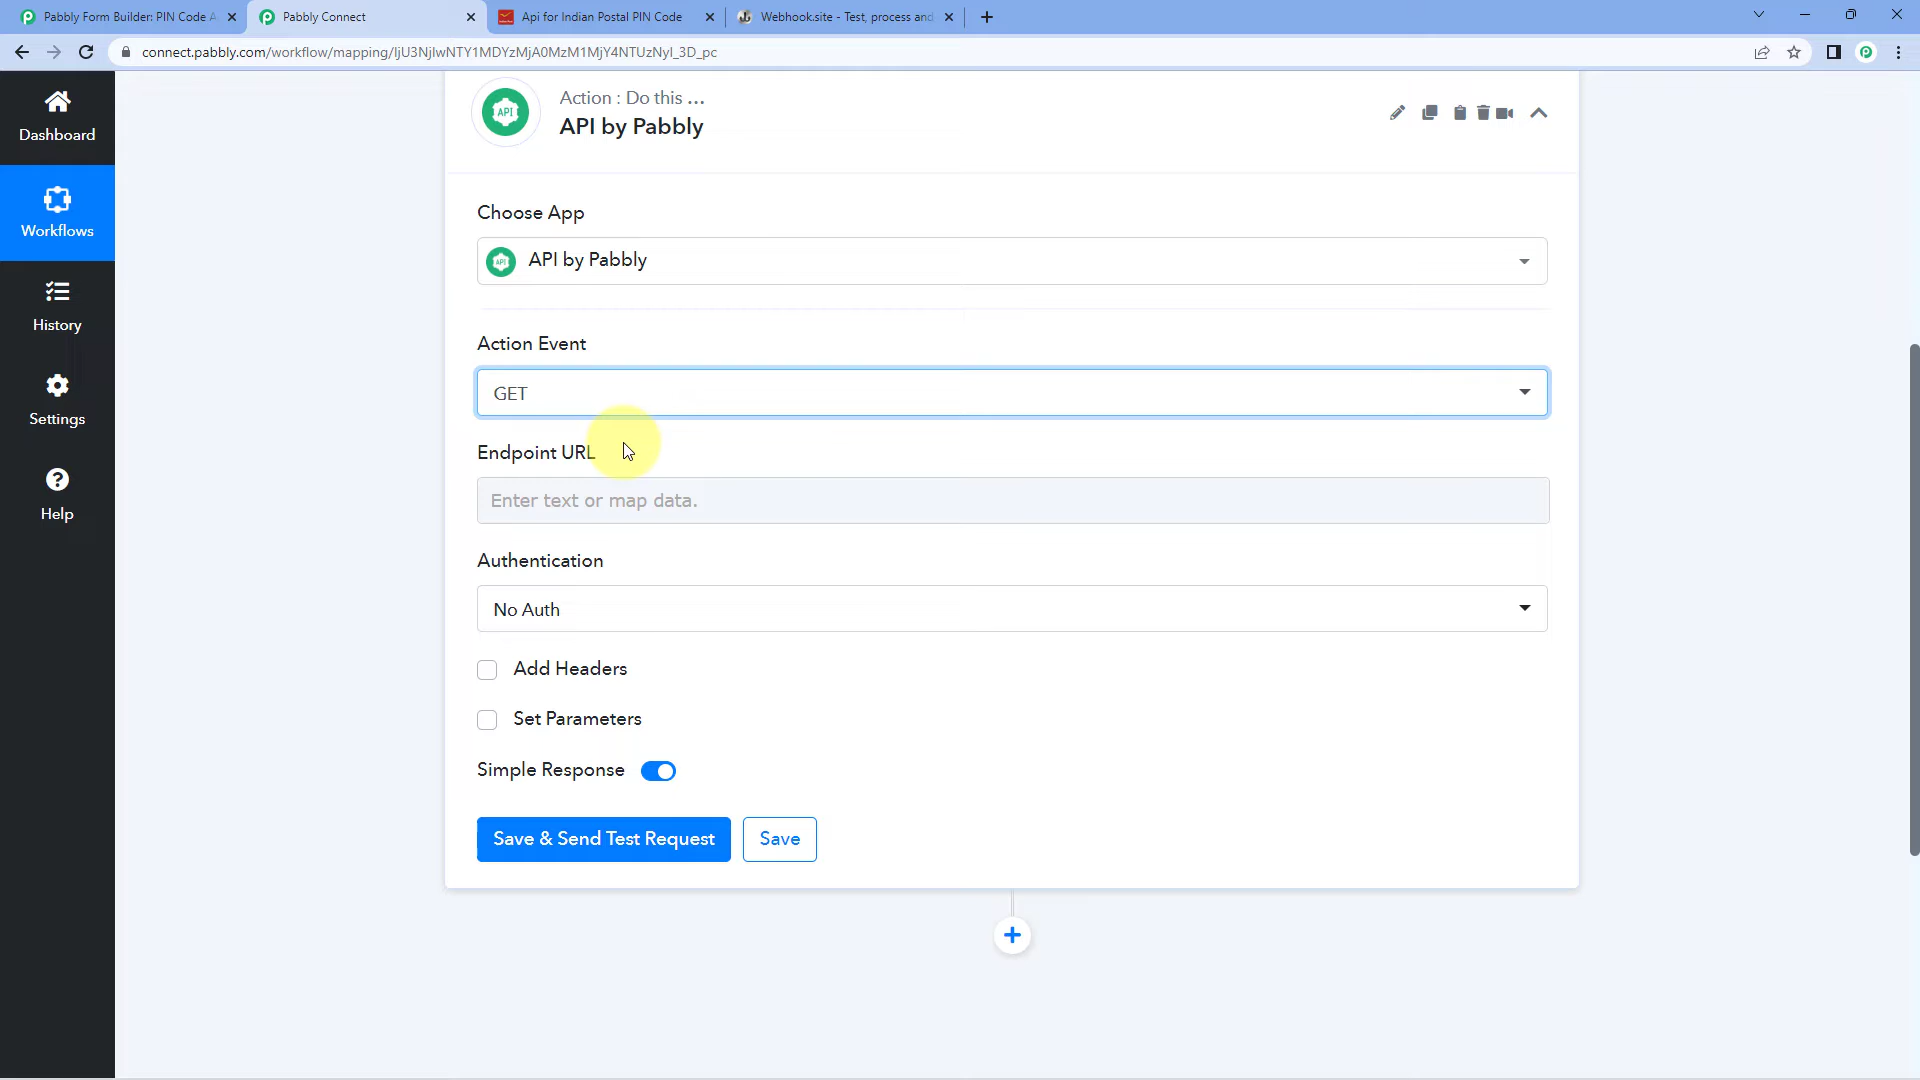 Pabbly Form Builder: PIN Code A
Pabbly Connect
Api for Indian Postal PIN Code
Webhook.site - Test, process and
connect.pabbly.com/workflow/mapping/IjU3NjIwNTY1MDYzMjA0MzM1MjY4NTUzNyI_3D_pc
Dashboard
Workflows
History
Settings
Help
API
Action : Do this ...
API by Pabbly
Choose App
API
API by Pabbly
Action Event
GET
Endpoint URL
Enter text or map data.
Authentication
No Auth
Add Headers
Set Parameters
Simple Response
Save & Send Test Request
Save